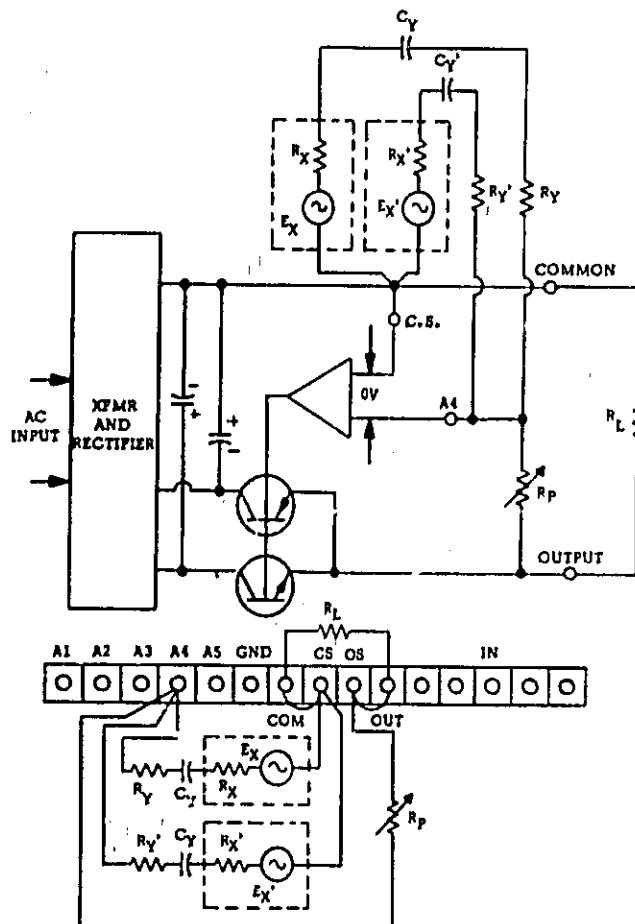 CY
CY'
RX
RX'
RY'
RY
EX
EX'
COMMON
C.S.
AC
INPUT
XFMR
AND
RECTIFIER
- +
+ -
0V
A4
RL
RP
OUTPUT
RL
A1 A2 A3 A4 A5 GND CS OS IN
COM OUT
EX
RY CY RX
RP
RY' CY RX'
EX'